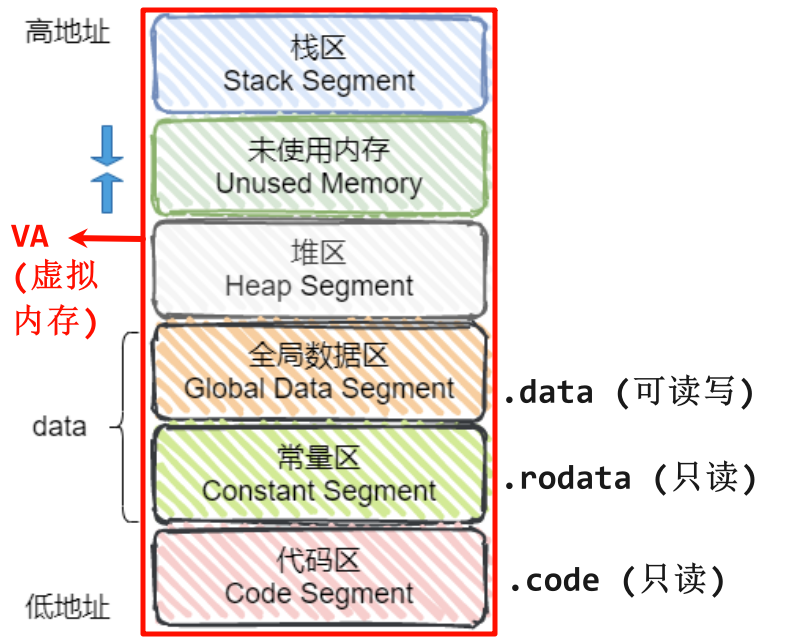 高地址
栈区
Stack Segment
未使用内存
Unused Memory
VA
(虚拟
内存)
堆区
Heap Segment
全局数据区
Global Data Segment
.data (可读写)
data
常量区
Constant Segment
.rodata (只读)
代码区
Code Segment
.code (只读)
低地址